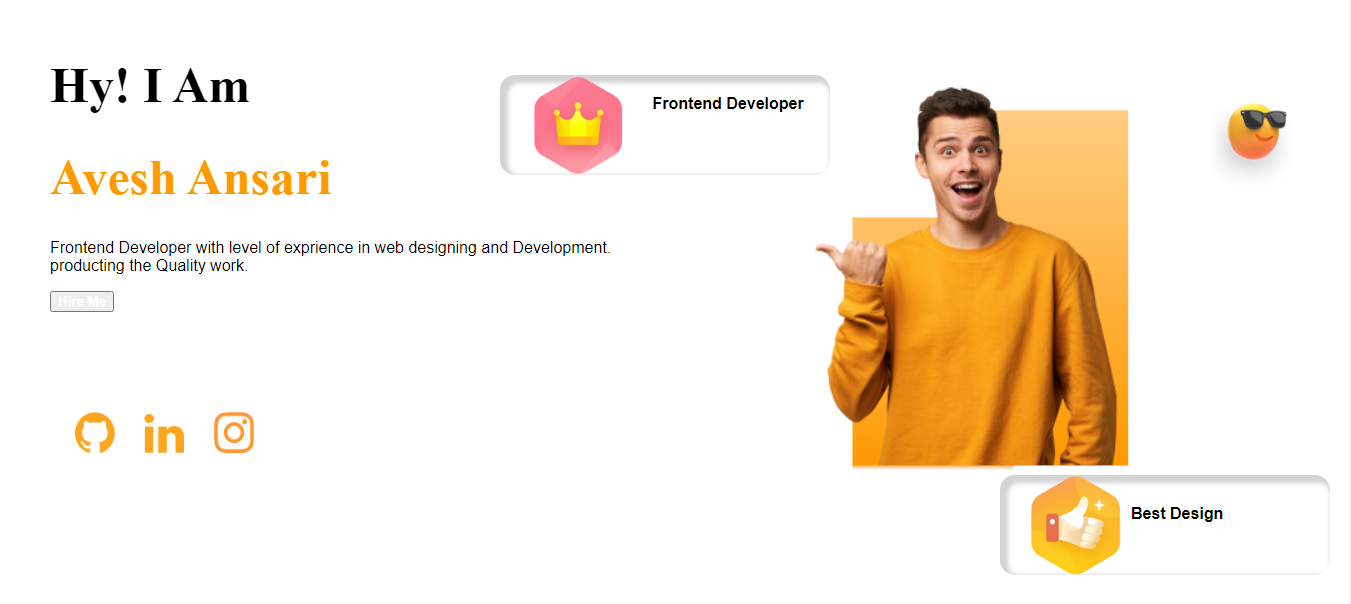 Hy! I Am
Frontend Developer
Avesh Ansari
Frontend Developer with level of exprience in web designing and Development.
producting the Quality work.
Hire Me
in
Best Design